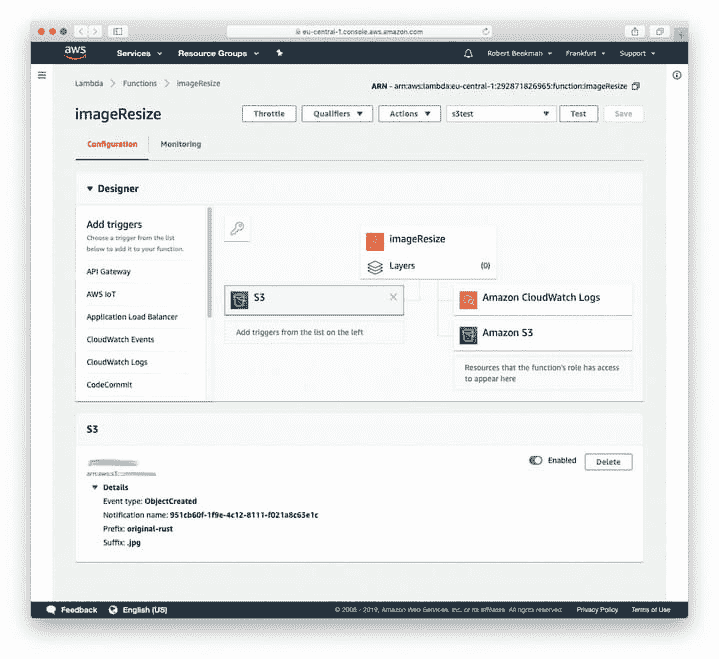 eu-central-1.console.aws.amazon.com
aws Services Resource Groups Robert Beekman Frankfurt Support
Lambda Functions imageResize
ARN - arn:aws:lambda:eu-central-1:292871826965:function:imageResize
imageResize
Throttle Qualifiers Actions s3test Test Save
Configuration Monitoring
Designer
Add triggers
Choose a trigger from the list
below to add it to your function.
API Gateway
AWS IoT
Application Load Balancer
CloudWatch Events
CloudWatch Logs
CodeCommit
imageResize
Layers (0)
S3
Add triggers from the list on the left
Amazon CloudWatch Logs
Amazon S3
Resources that the function's role has access
to appear here
S3
Enabled Delete
Details
Event type: ObjectCreated
Notification name: 951cb60f-1f9e-4c12-8111-f021a8c63e1c
Prefix: original-rust
Suffix: .jpg
Feedback English (US) © 2008 - 2019, Amazon Web Services, Inc. or its affiliates. All rights reserved. Privacy Policy Terms of Use